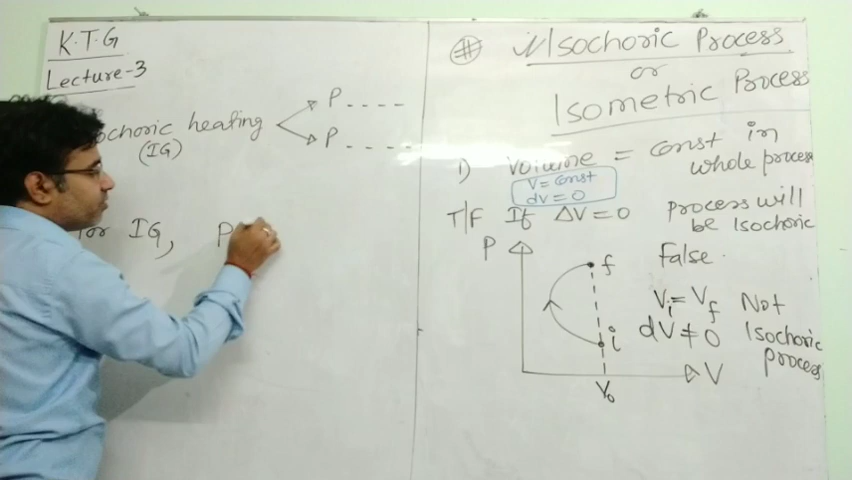 K.T.G
Lecture-3
ochoric heating
(IG)
P - - - -
P - - - -
for IG, P
# 1) Isochoric Process
or
Isometric Process
1) Volume = const in
whole process
V = const
dv = 0
T/F If ΔV = 0 process will
be Isochoric
False.
P
f
i
V
V₀
Vi = Vf Not
dV ≠ 0 Isochoric
process